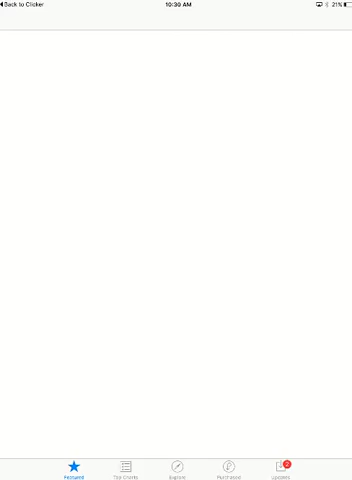 Back to Clicker
10:30 AM
21%
Featured
Top Charts
Explore
Purchased
Updates
2